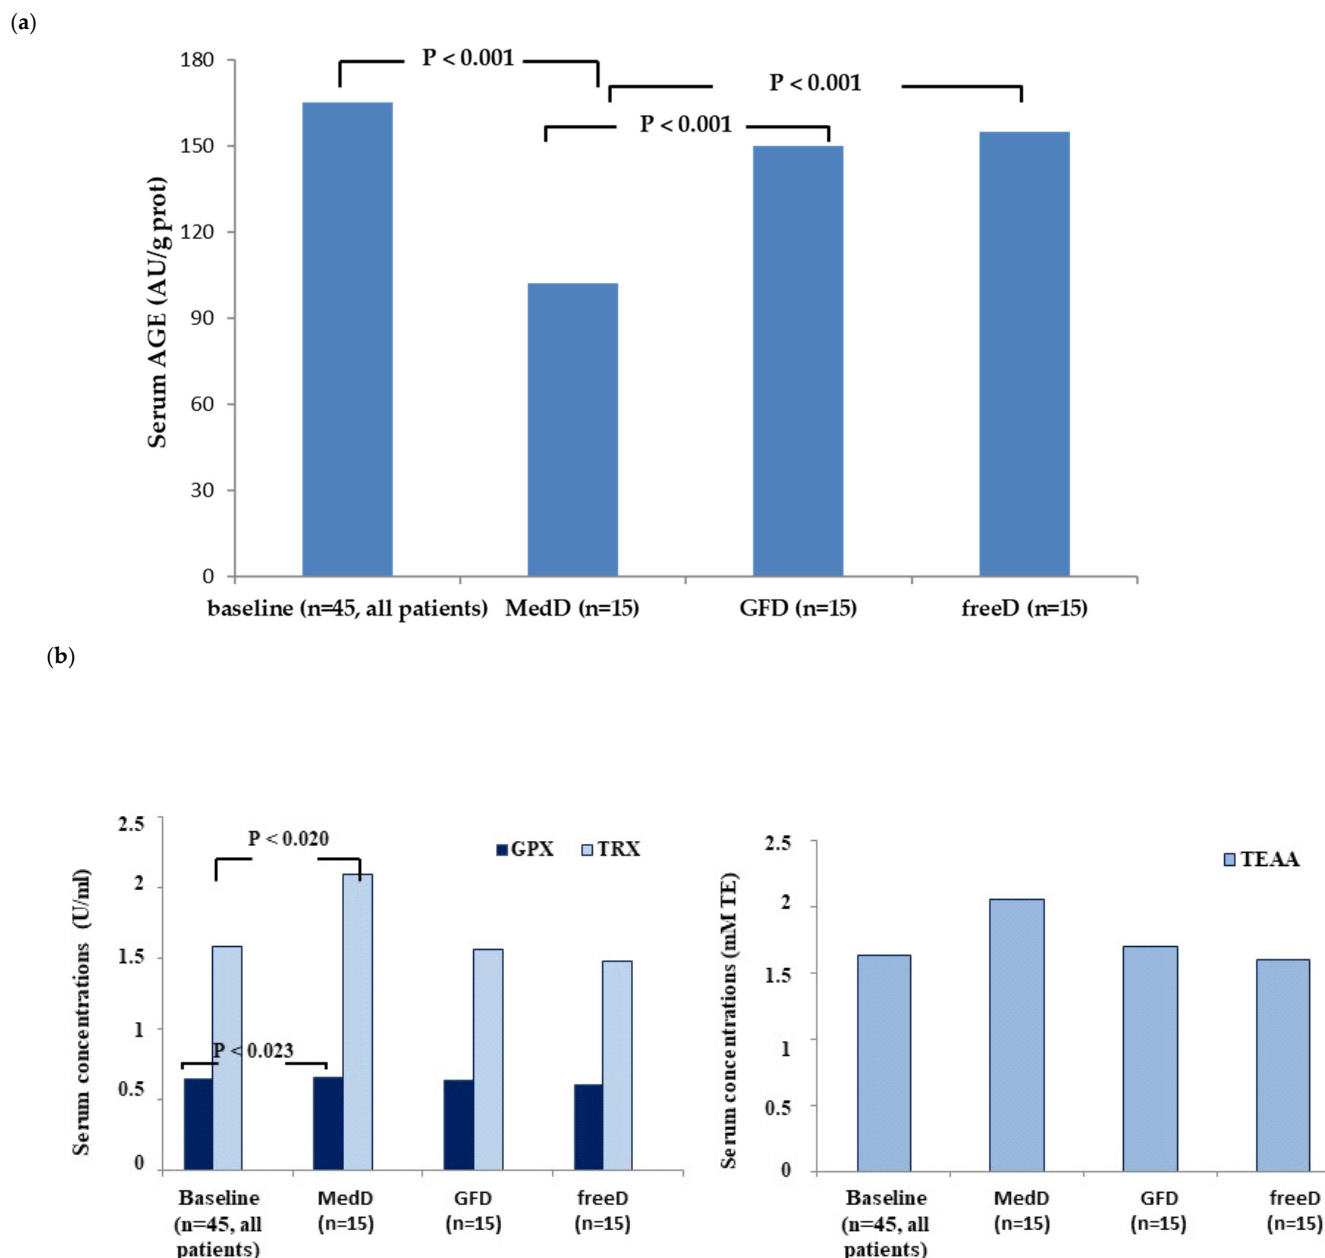 (a)
P < 0.001
P < 0.001
P < 0.001
180
150
120
90
60
30
0
Serum AGE (AU/g prot)
baseline (n=45, all patients) MedD (n=15) GFD (n=15) freeD (n=15)
(b)
2.5
2
1.5
1
0.5
0
Serum concentrations (U/ml)
P < 0.020
GPX TRX
P < 0.023
Baseline
(n=45, all
patients)
MedD
(n=15)
GFD
(n=15)
freeD
(n=15)
2.5
2
1.5
1
0.5
0
Serum concentrations (mM TE)
TEAA
Baseline
(n=45, all
patients)
MedD
(n=15)
GFD
(n=15)
freeD
(n=15)